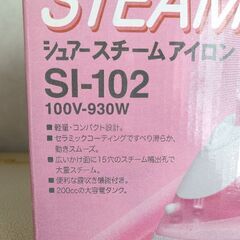 STEAM
シュアースチームアイロン
SI-102
100V-930W
■軽量・コンパクト設計。
■セラミックコーティングですべり滑らか、
動きスムーズ。
■広いかけ面に15穴のスチーム噴出孔で
大量スチーム。
■便利な霧吹き機能付き。
■200ccの大容量タンク。